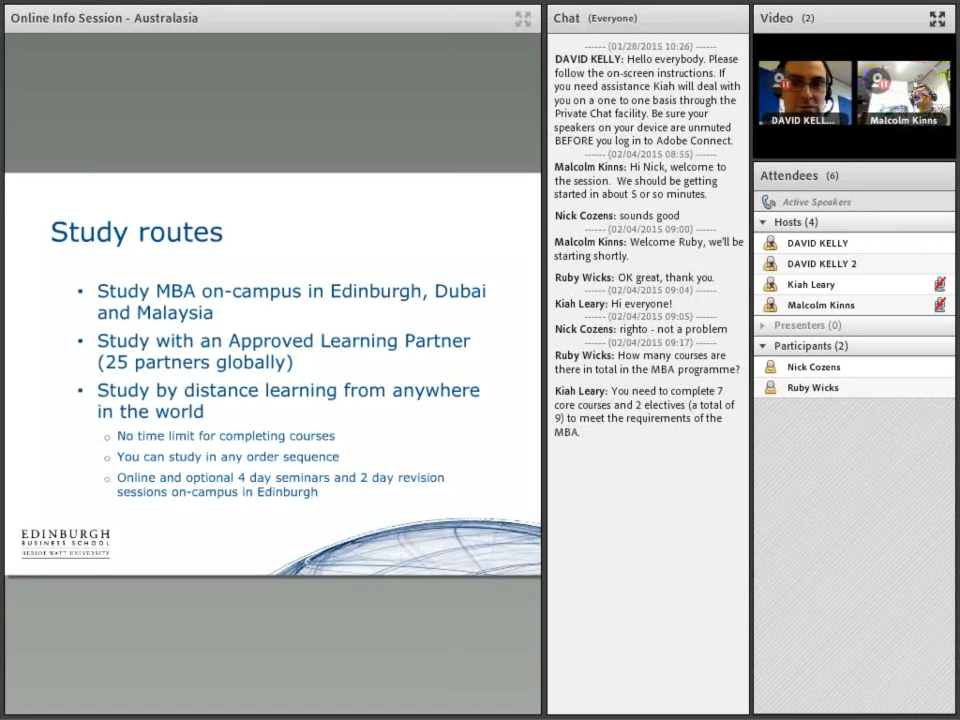 Online Info Session - Australasia
Study routes
• Study MBA on-campus in Edinburgh, Dubai
and Malaysia
• Study with an Approved Learning Partner
(25 partners globally)
• Study by distance learning from anywhere
in the world
o No time limit for completing courses
o You can study in any order sequence
o Online and optional 4 day seminars and 2 day revision
sessions on-campus in Edinburgh
EDINBURGH
BUSINESS SCHOOL
HERIOT-WATT UNIVERSITY
Chat (Everyone)
------ (01/28/2015 10:26) ------
DAVID KELLY: Hello everybody. Please
follow the on-screen instructions. If
you need assistance Kiah will deal with
you on a one to one basis through the
Private Chat facility. Be sure your
speakers on your device are unmuted
BEFORE you log in to Adobe Connect.
------ (02/04/2015 08:55) ------
Malcolm Kinns: Hi Nick, welcome to
the session. We should be getting
started in about 5 or so minutes.
Nick Cozens: sounds good
------ (02/04/2015 09:00) ------
Malcolm Kinns: Welcome Ruby, we'll be
starting shortly.
Ruby Wicks: OK great, thank you.
------ (02/04/2015 09:04) ------
Kiah Leary: Hi everyone!
------ (02/04/2015 09:05) ------
Nick Cozens: righto - not a problem
------ (02/04/2015 09:17) ------
Ruby Wicks: How many courses are
there in total in the MBA programme?
Kiah Leary: You need to complete 7
core courses and 2 electives (a total of
9) to meet the requirements of the
MBA.
Video (2)
DAVID KELL...
Malcolm Kinns
Attendees (6)
Active Speakers
Hosts (4)
DAVID KELLY
DAVID KELLY 2
Kiah Leary
Malcolm Kinns
Presenters (0)
Participants (2)
Nick Cozens
Ruby Wicks